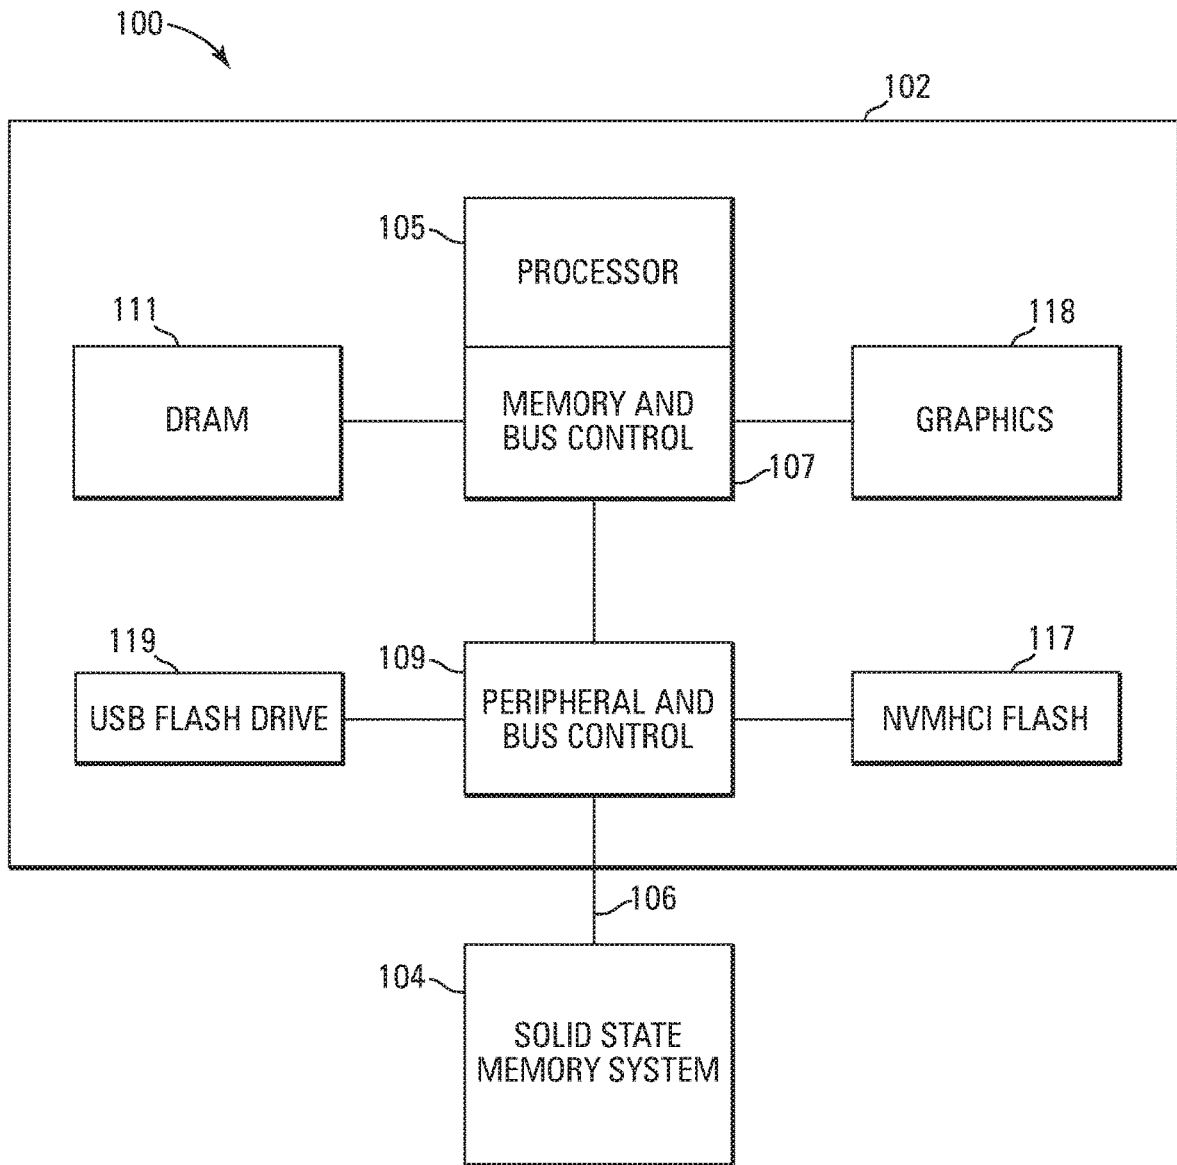 100
102
105
PROCESSOR
111
118
DRAM
MEMORY AND
BUS CONTROL
GRAPHICS
107
119
109
117
USB FLASH DRIVE
PERIPHERAL AND
BUS CONTROL
NVMHCI FLASH
106
104
SOLID STATE
MEMORY SYSTEM